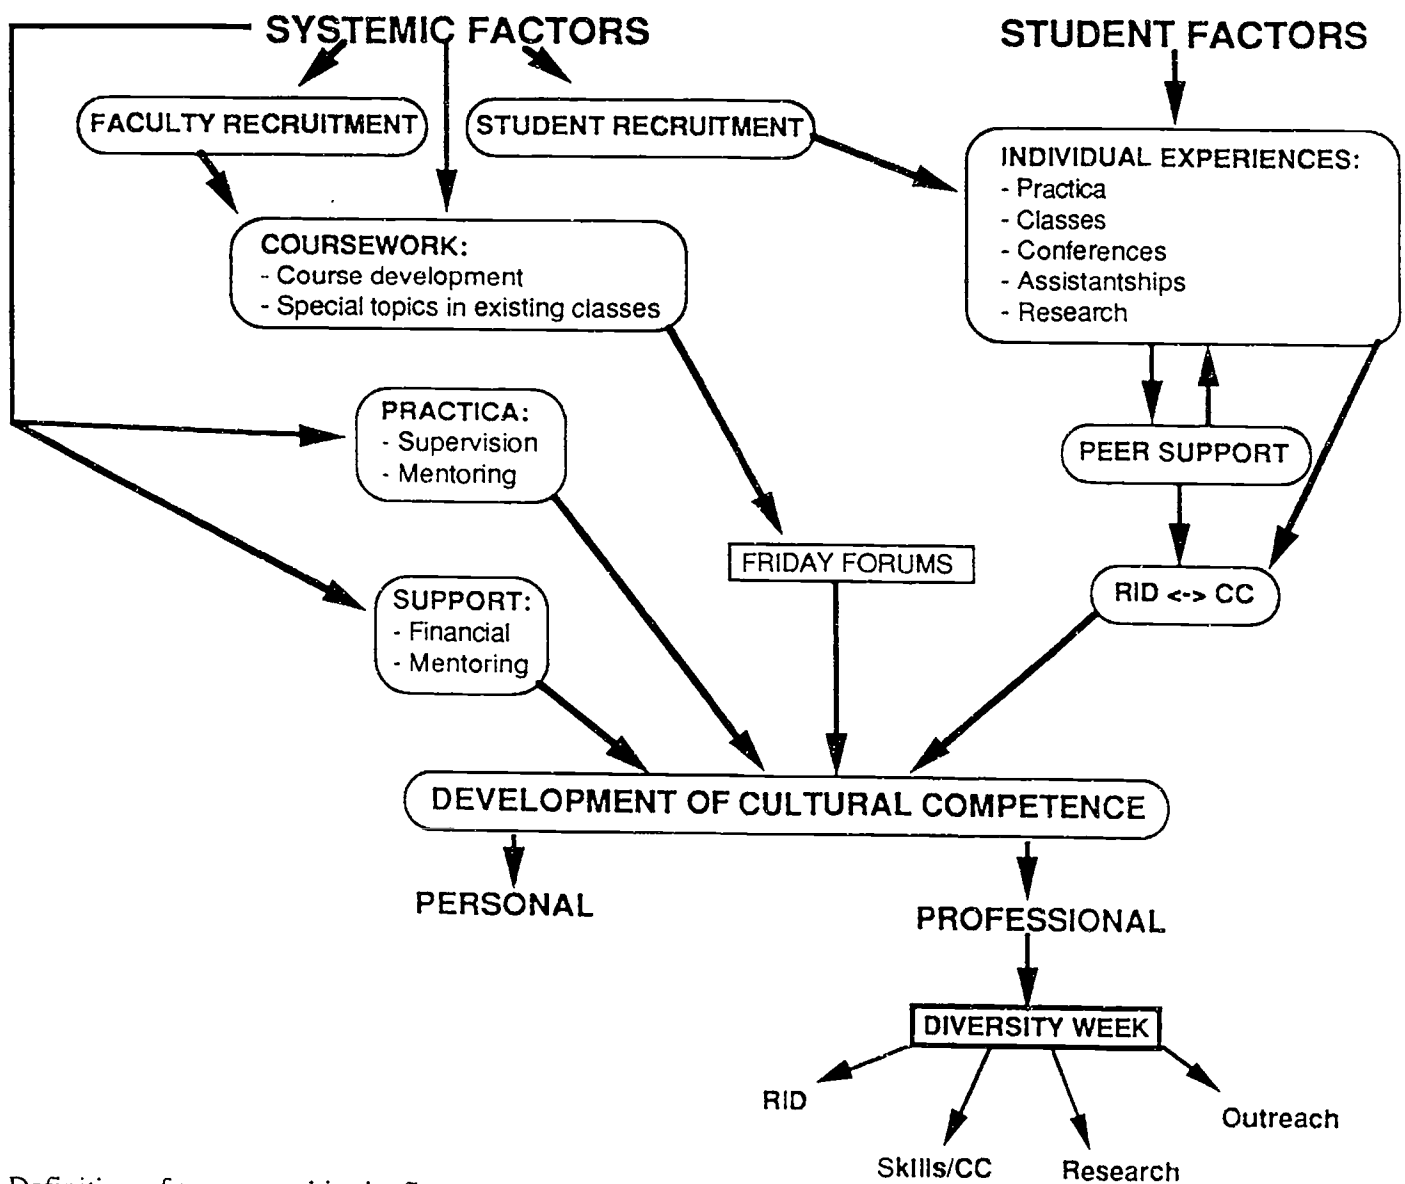 SYSTEMIC FACTORS
STUDENT FACTORS
FACULTY RECRUITMENT
STUDENT RECRUITMENT
INDIVIDUAL EXPERIENCES:
- Practica
- Classes
- Conferences
- Assistantships
- Research
COURSEWORK:
- Course development
- Special topics in existing classes
PRACTICA:
- Supervision
- Mentoring
PEER SUPPORT
FRIDAY FORUMS
SUPPORT:
- Financial
- Mentoring
RID <-> CC
DEVELOPMENT OF CULTURAL COMPETENCE
PERSONAL
PROFESSIONAL
DIVERSITY WEEK
RID
Outreach
Skills/CC
Research